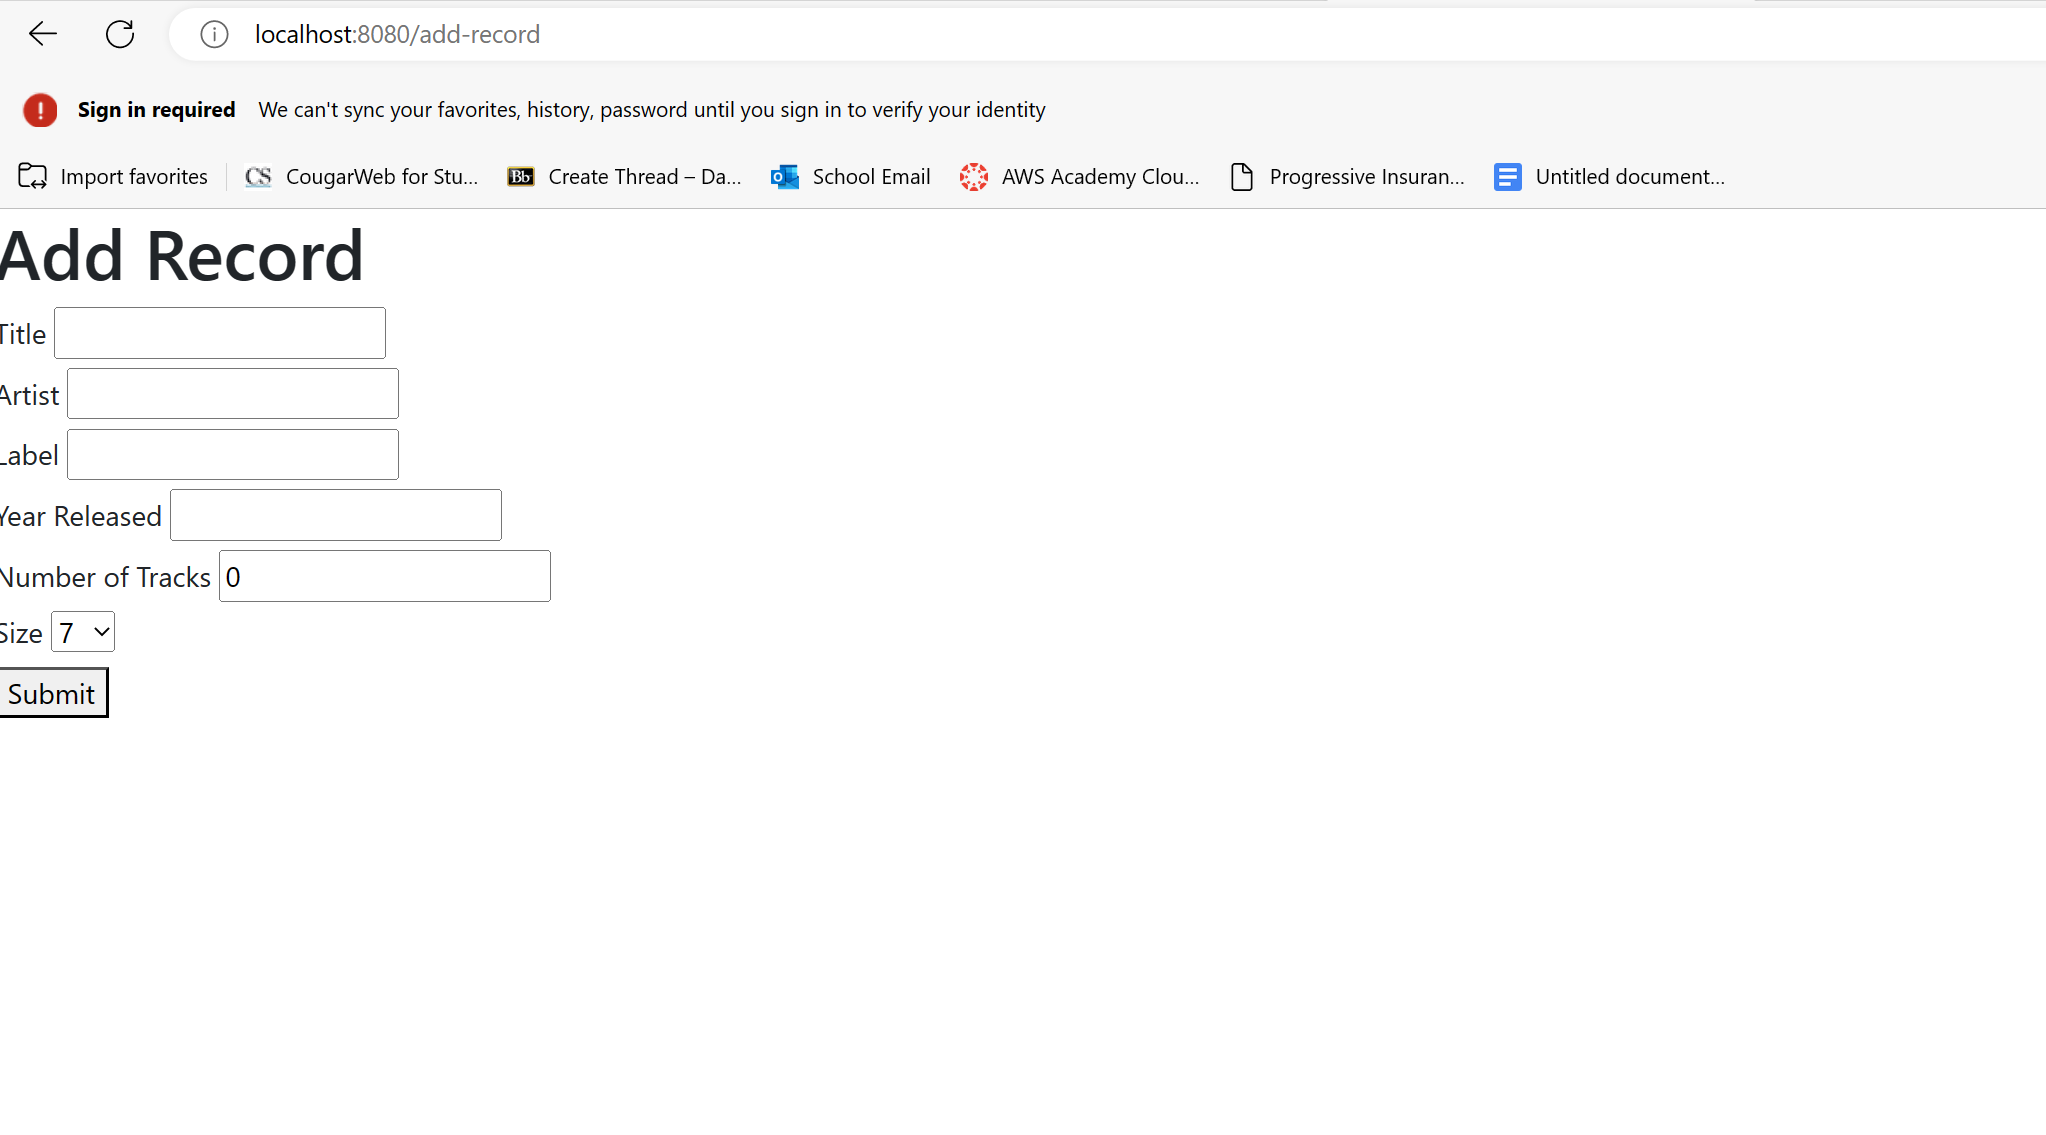 localhost:8080/add-record
Sign in required We can't sync your favorites, history, password until you sign in to verify your identity
Import favorites CS CougarWeb for Stu... Bb Create Thread – Da... School Email AWS Academy Clou... Progressive Insuran... Untitled document...
Add Record
Title
Artist
Label
Year Released
Number of Tracks 0
Size 7
Submit